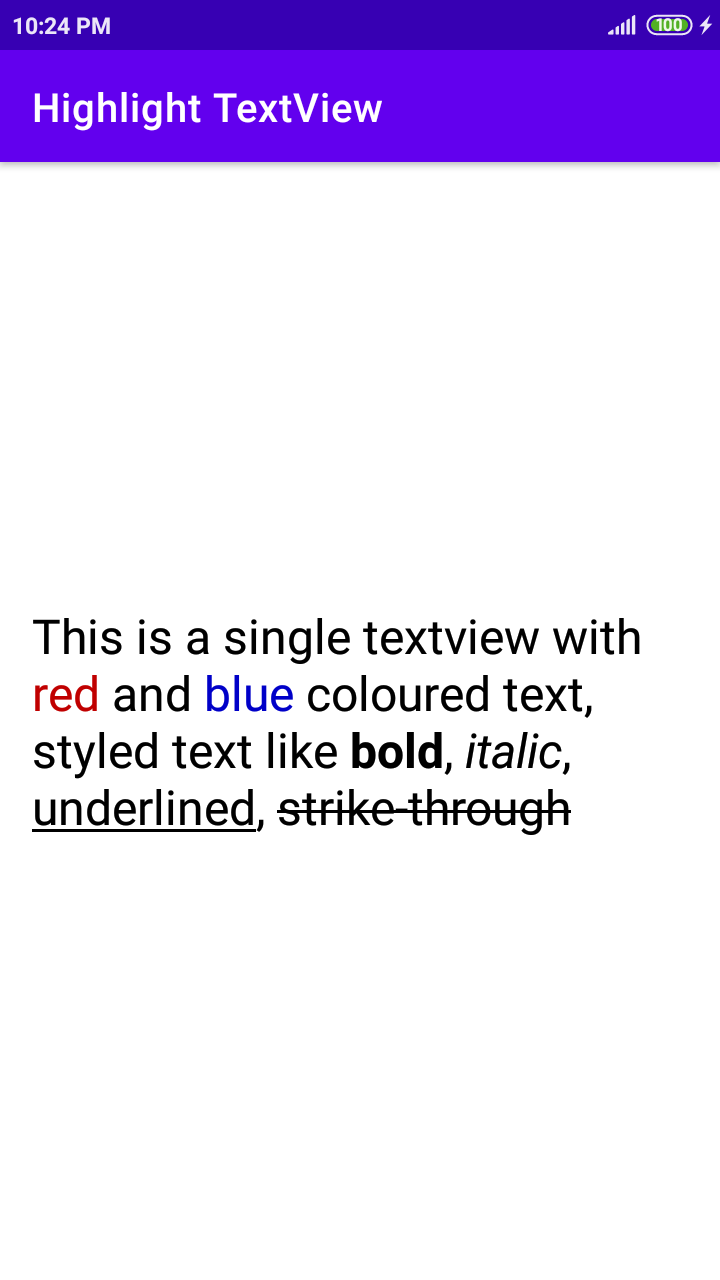 10:24 PM 100
Highlight TextView
This is a single textview with
red and blue coloured text,
styled text like bold, italic,
underlined, strike-through